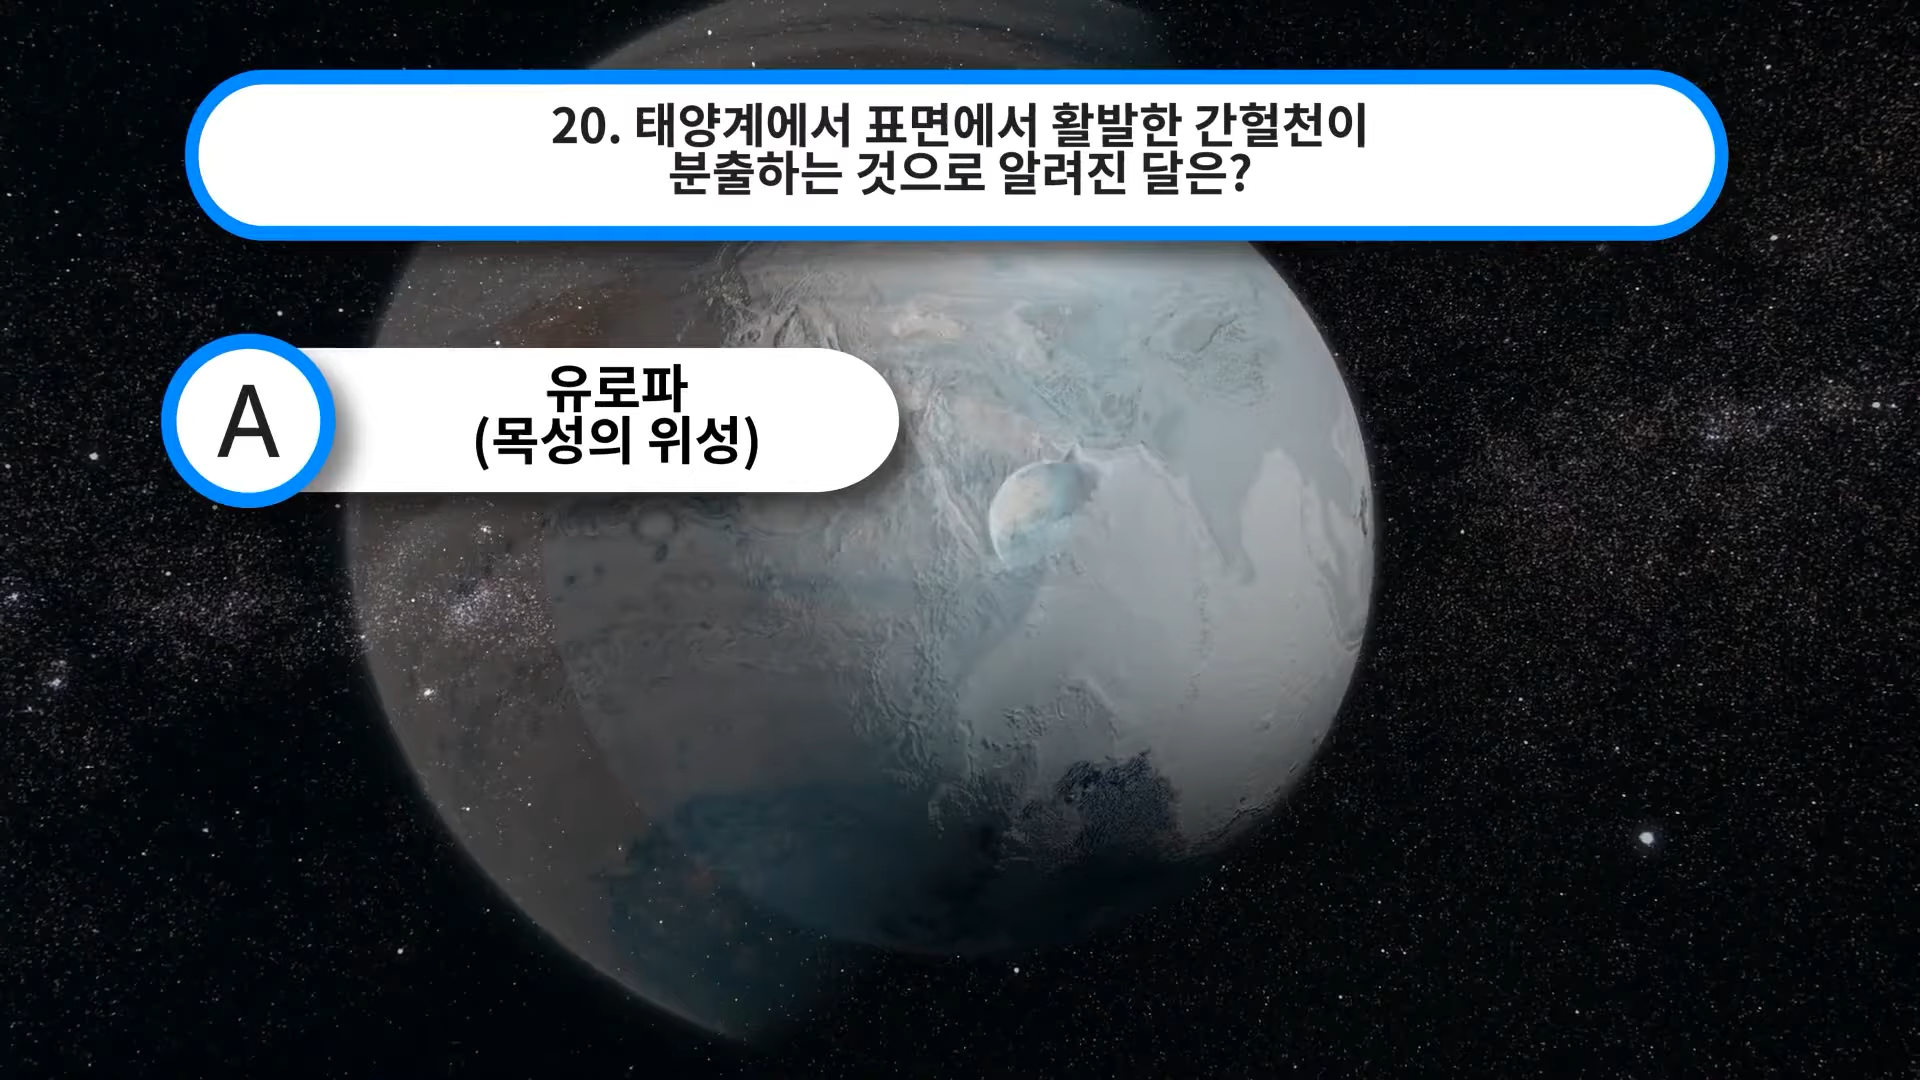 20. 태양계에서 표면에서 활발한 간헐천이
분출하는 것으로 알려진 달은?
A
유로파
(목성의 위성)